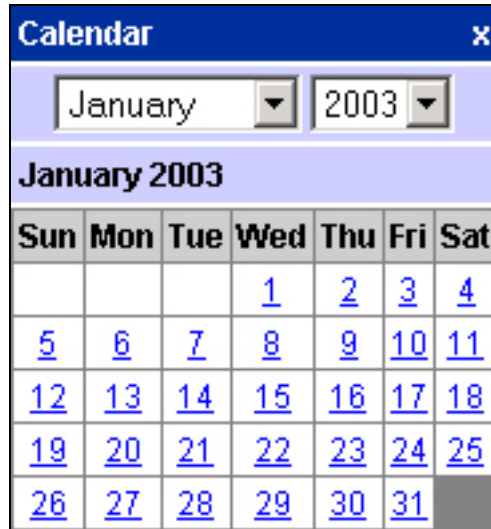 Calendar x
January 2003
January 2003
Sun Mon Tue Wed Thu Fri Sat
1 2 3 4
5 6 7 8 9 10 11
12 13 14 15 16 17 18
19 20 21 22 23 24 25
26 27 28 29 30 31